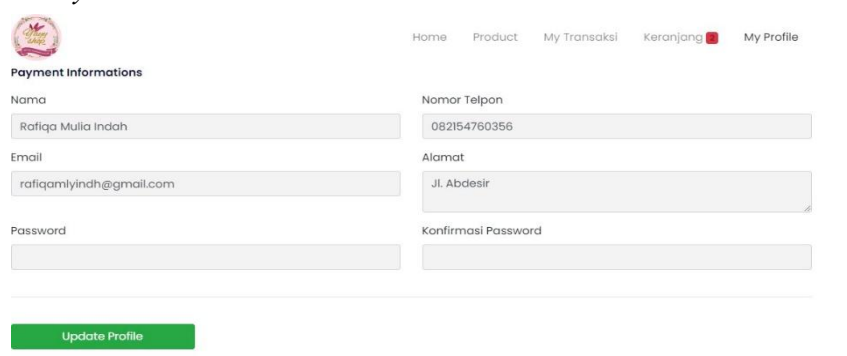 Home Product My Transaksi Keranjang 2 My Profile
Payment Informations
Nama
Nomor Telpon
Rafiqa Mulia Indah
082154760356
Email
Alamat
rafiqamlyindh@gmail.com
Jl. Abdesir
Password
Konfirmasi Password
Update Profile